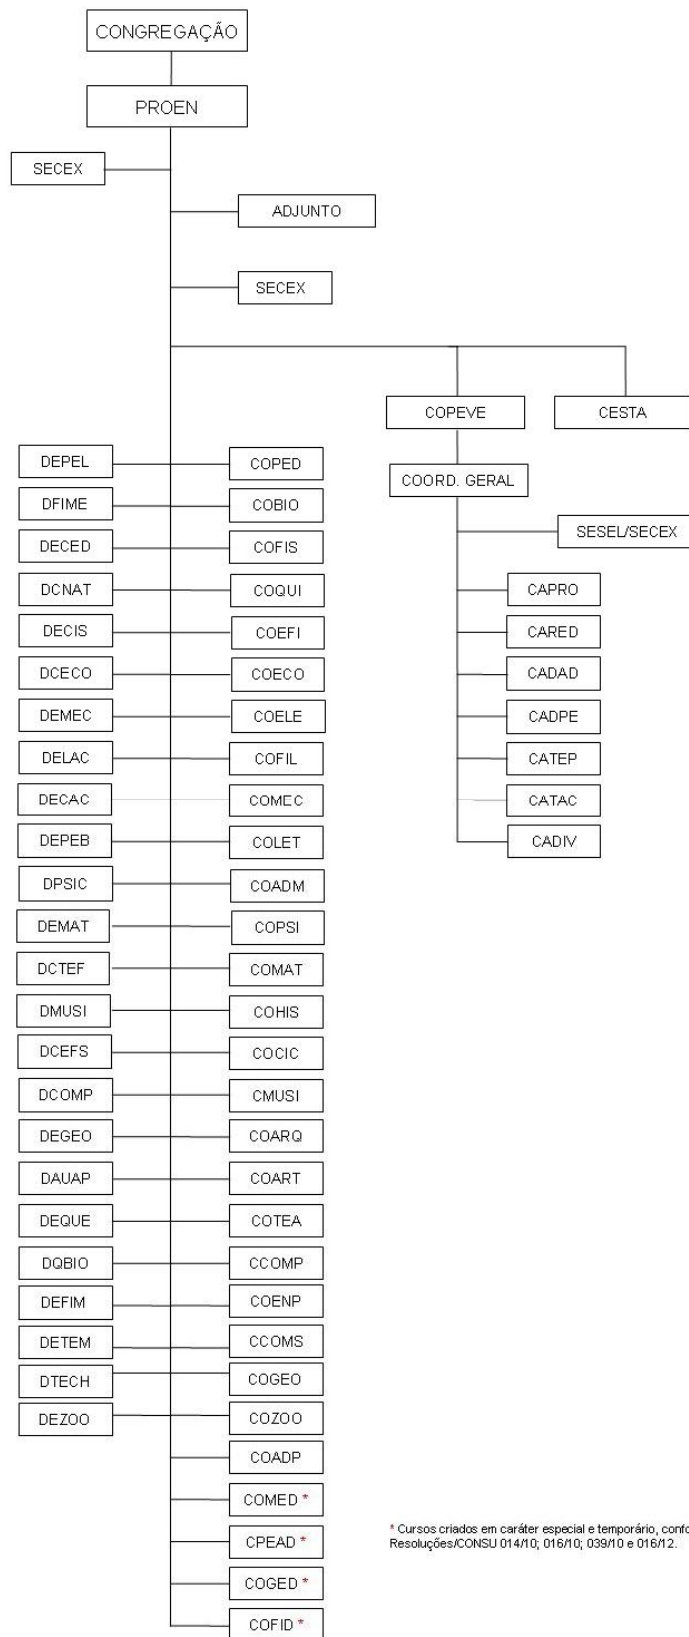 CONGREGAÇÃO
PROEN
SECEX
ADJUNTO
SECEX
COPEVE CESTA
DEPEL COPED COORD. GERAL
DFIME COBIO
SESEL/SECEX
DECED COFIS
DCNAT COQUI CAPRO
DECIS COEFI CARED
DCECO COECO CADAD
DEMEC COELE CADPE
DELAC COFIL CATEP
DECAC COMEC CATAC
DEPEB COLET CADIV
DPSIC COADM
DEMAT COPSI
DCTEF COMAT
DMUSI COHIS
DCEFS COCIC
DCOMP CMUSI
DEGEO COARQ
DAUAP COART
DEQUE COTEA
DQBIO CCOMP
DEFIM COENP
DETEM CCOMS
DTECH COGEO
DEZOO COZOO
COADP
COMED *
CPEAD *
COGED *
COFID *
* Cursos criados em caráter especial e temporário, confo
Resoluções/CONSU 014/10; 016/10; 039/10 e 016/12.